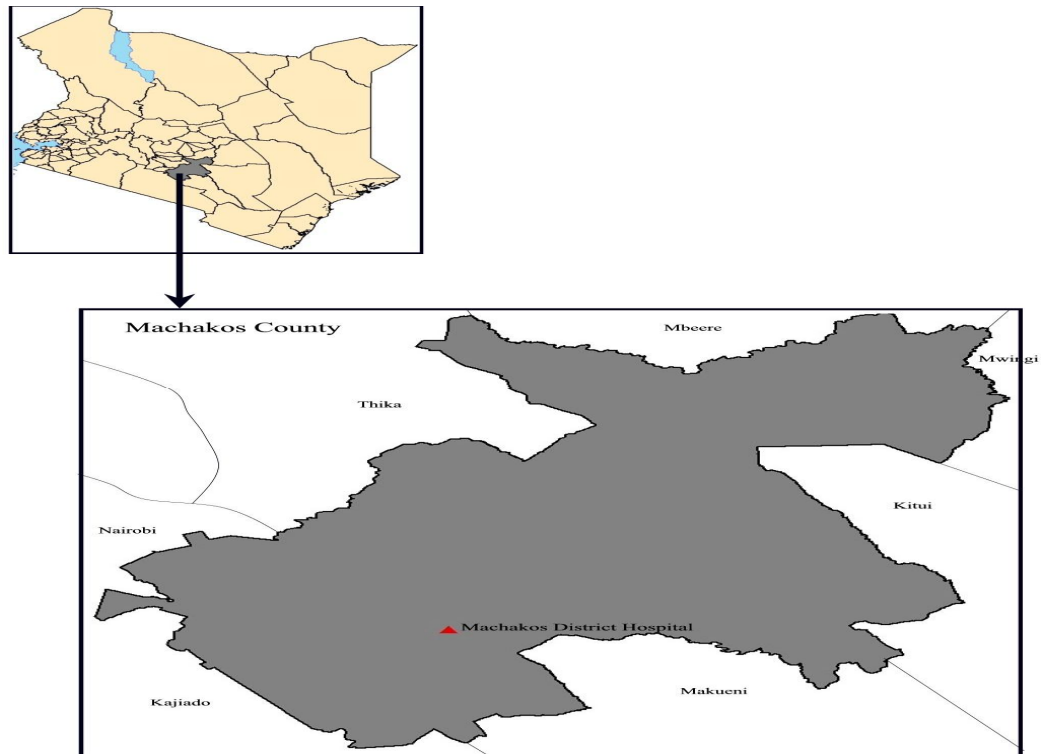 Machakos County
Mbeere
Mwingi
Thika
Kitui
Nairobi
Machakos District Hospital
Makueni
Kajiado